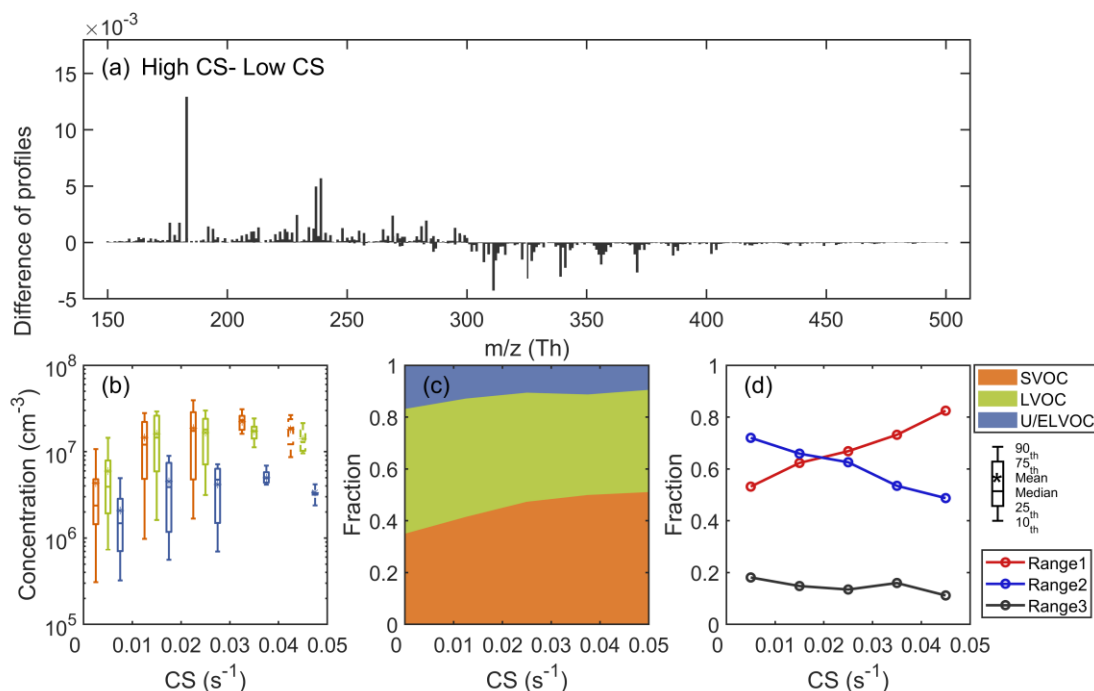 ×10⁻³
(a) High CS- Low CS
Difference of profiles
15
10
5
0
-5
150 200 250 300 350 400 450 500
m/z (Th)
(b)
Concentration (cm⁻³)
10⁸
10⁷
10⁶
10⁵
0 0.01 0.02 0.03 0.04 0.05
CS (s⁻¹)
(c)
Fraction
1
0.8
0.6
0.4
0.2
0
0 0.01 0.02 0.03 0.04 0.05
CS (s⁻¹)
(d)
Fraction
1
0.8
0.6
0.4
0.2
0
0 0.01 0.02 0.03 0.04 0.05
CS (s⁻¹)
SVOC
LVOC
U/ELVOC
90th
75th
Mean
Median
25th
10th
Range1
Range2
Range3